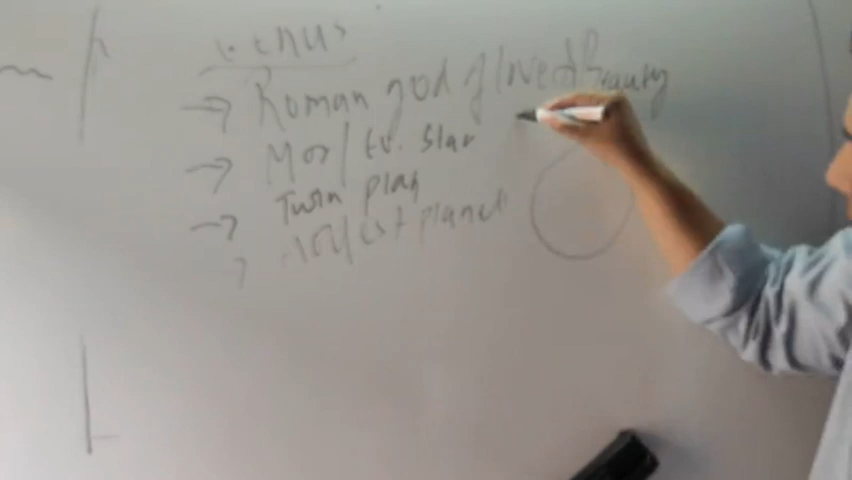 Venus
→ Roman god of love & Beauty
→ Mor/Ev. Star
→ Twin plan
→ planet